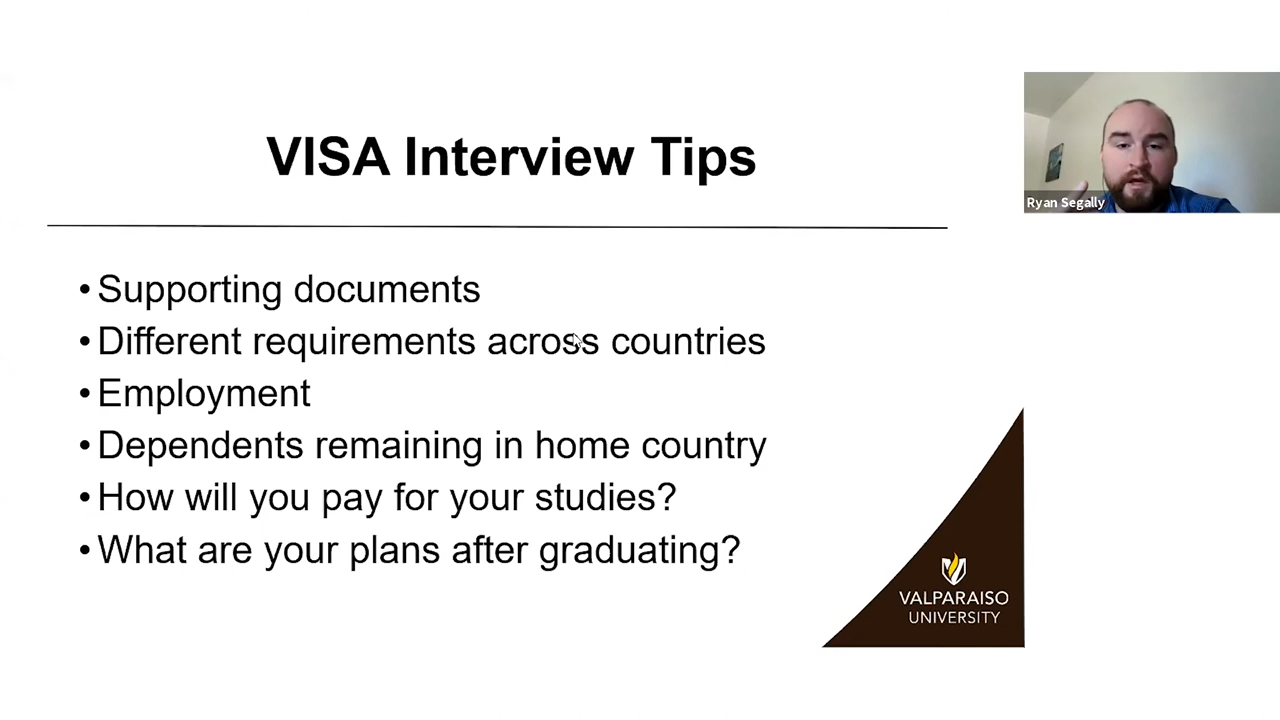 VISA Interview Tips
Ryan Segally
• Supporting documents
• Different requirements across countries
• Employment
• Dependents remaining in home country
• How will you pay for your studies?
• What are your plans after graduating?
VALPARAISO
UNIVERSITY